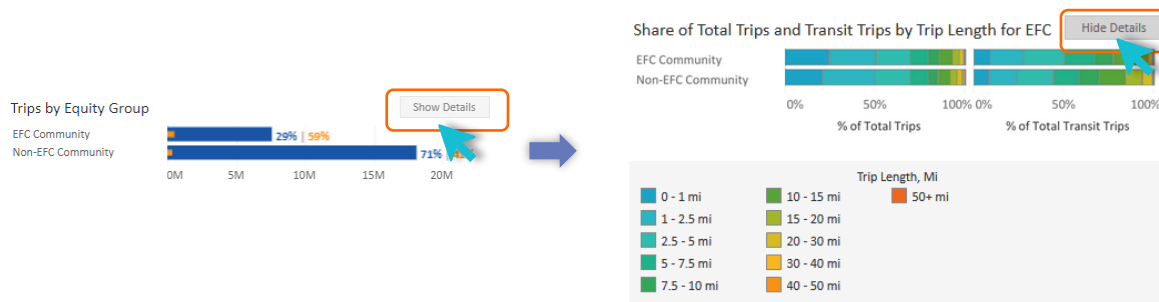 Trips by Equity Group
Show Details
EFC Community
29% | 59%
Non-EFC Community
71% |
0M 5M 10M 15M 20M
Share of Total Trips and Transit Trips by Trip Length for EFC
Hide Details
EFC Community
Non-EFC Community
0% 50% 100% 0% 50% 100%
% of Total Trips % of Total Transit Trips
Trip Length, Mi
0 - 1 mi 10 - 15 mi 50+ mi
1 - 2.5 mi 15 - 20 mi
2.5 - 5 mi 20 - 30 mi
5 - 7.5 mi 30 - 40 mi
7.5 - 10 mi 40 - 50 mi